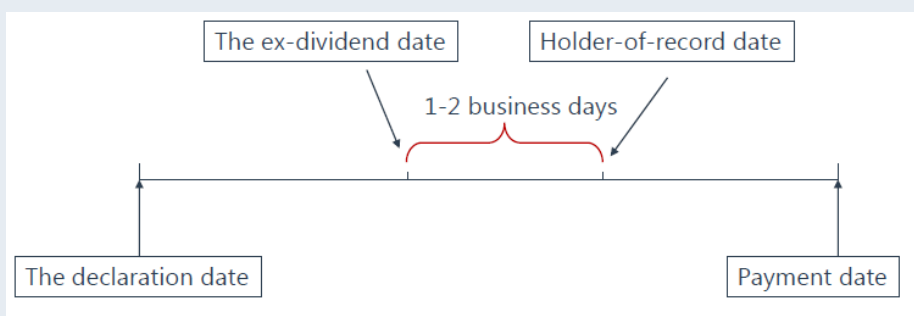 The ex-dividend date
Holder-of-record date
1-2 business days
The declaration date
Payment date